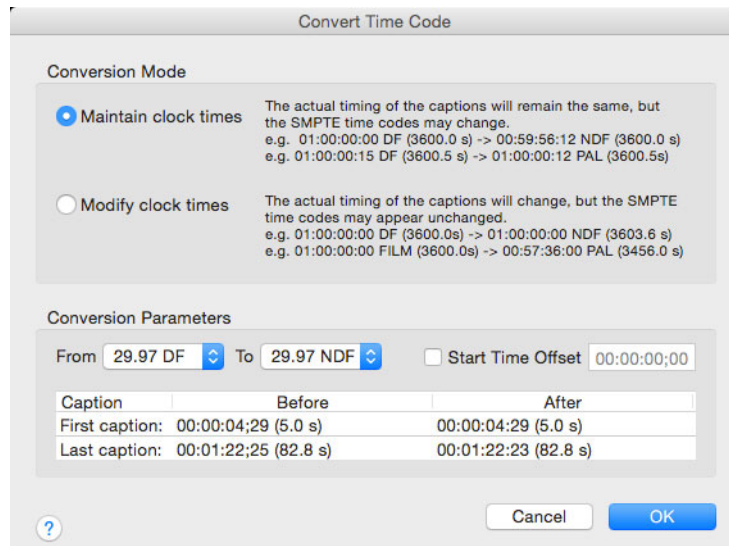 Convert Time Code
Conversion Mode
Maintain clock times
The actual timing of the captions will remain the same, but
the SMPTE time codes may change.
e.g.  01:00:00:00 DF (3600.0 s) -> 00:59:56:12 NDF (3600.0 s)
e.g. 01:00:00:15 DF (3600.5 s) -> 01:00:00:12 PAL (3600.5s)
Modify clock times
The actual timing of the captions will change, but the SMPTE
time codes may appear unchanged.
e.g. 01:00:00:00 DF (3600.0s) -> 01:00:00:00 NDF (3603.6 s)
e.g. 01:00:00:00 FILM (3600.0s) -> 00:57:36:00 PAL (3456.0 s)
Conversion Parameters
From 29.97 DF To 29.97 NDF Start Time Offset 00:00:00;00
Caption Before After
First caption: 00:00:04;29 (5.0 s) 00:00:04:29 (5.0 s)
Last caption: 00:01:22;25 (82.8 s) 00:01:22:23 (82.8 s)
? Cancel OK